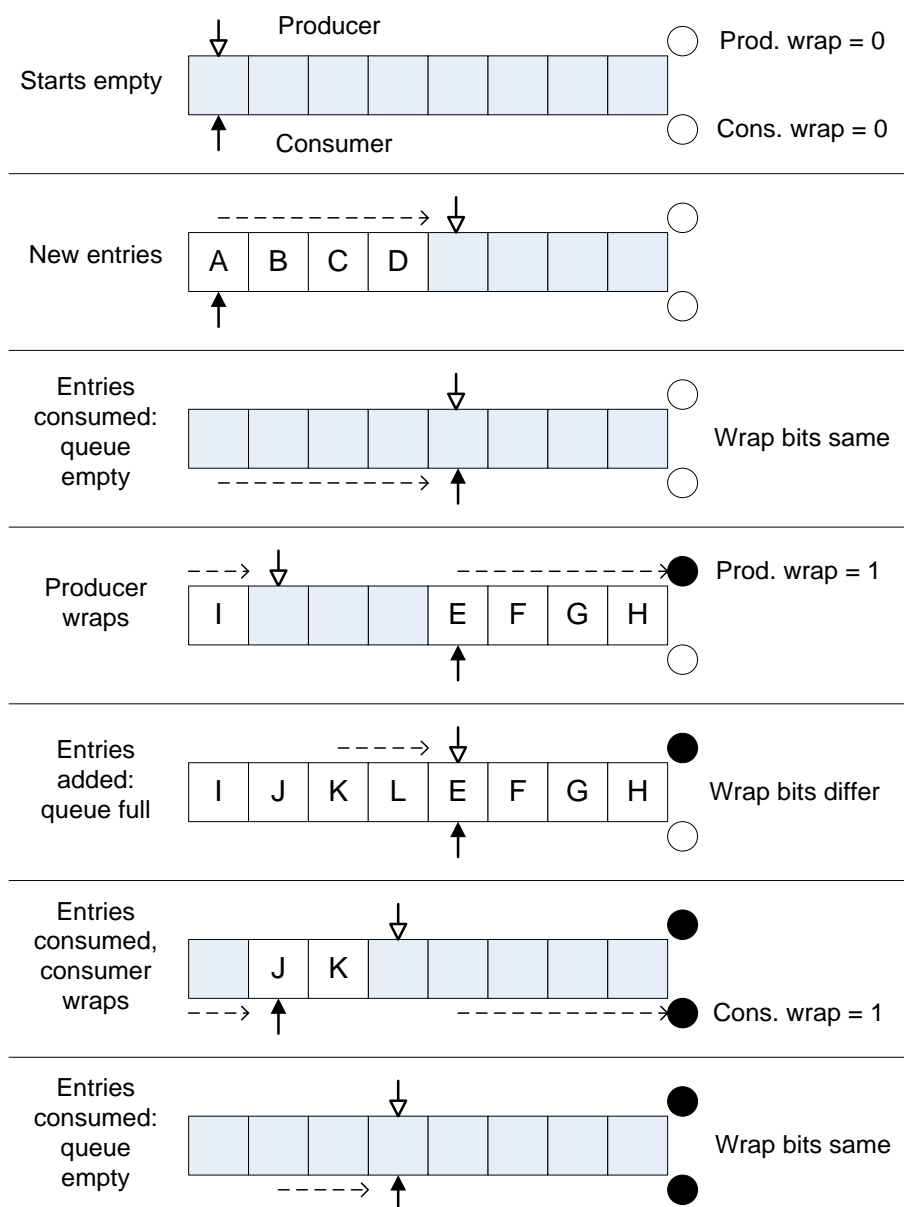 Producer
Prod. wrap = 0
Starts empty
Cons. wrap = 0
Consumer
New entries
A B C D
Entries
consumed:
queue
empty
Wrap bits same
Producer
wraps
Prod. wrap = 1
I E F G H
Entries
added:
queue full
I J K L E F G H
Wrap bits differ
Entries
consumed,
consumer
wraps
J K
Cons. wrap = 1
Entries
consumed:
queue
empty
Wrap bits same